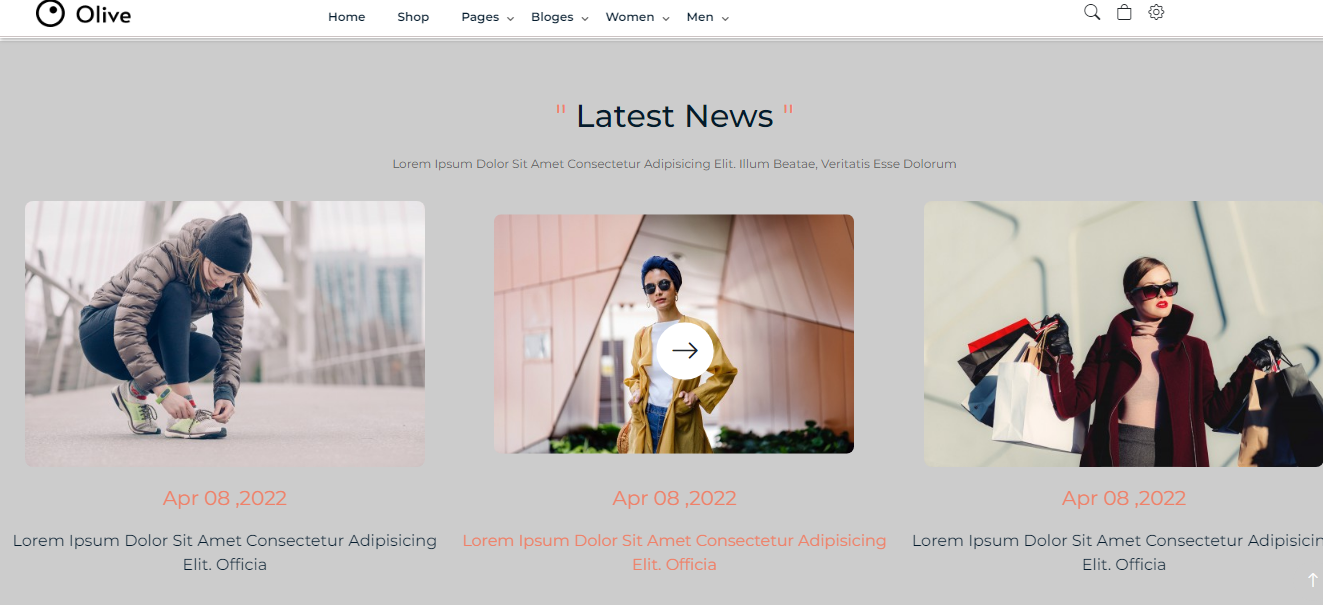 Olive
Home Shop Pages Bloges Women Men
" Latest News "
Lorem Ipsum Dolor Sit Amet Consectetur Adipisicing Elit. Illum Beatae, Veritatis Esse Dolorum
Apr 08 ,2022
Lorem Ipsum Dolor Sit Amet Consectetur Adipisicing
Elit. Officia
Apr 08 ,2022
Lorem Ipsum Dolor Sit Amet Consectetur Adipisicing
Elit. Officia
Apr 08 ,2022
Lorem Ipsum Dolor Sit Amet Consectetur Adipisicin
Elit. Officia